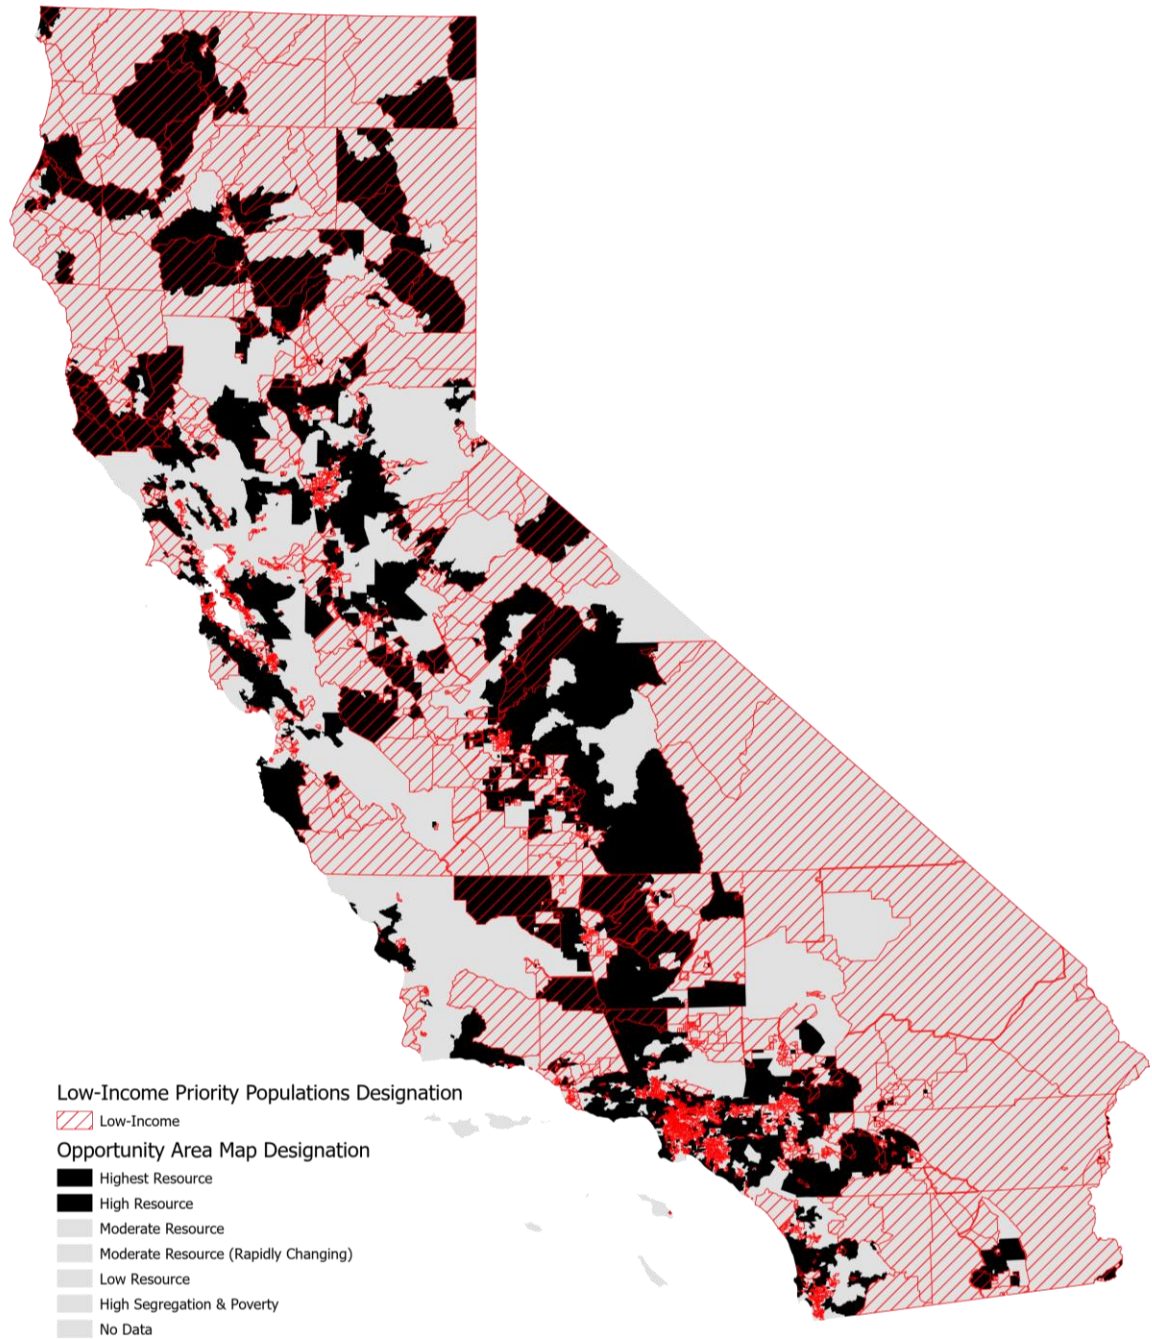 Low-Income Priority Populations Designation
Low-Income
Opportunity Area Map Designation
Highest Resource
High Resource
Moderate Resource
Moderate Resource (Rapidly Changing)
Low Resource
High Segregation & Poverty
No Data